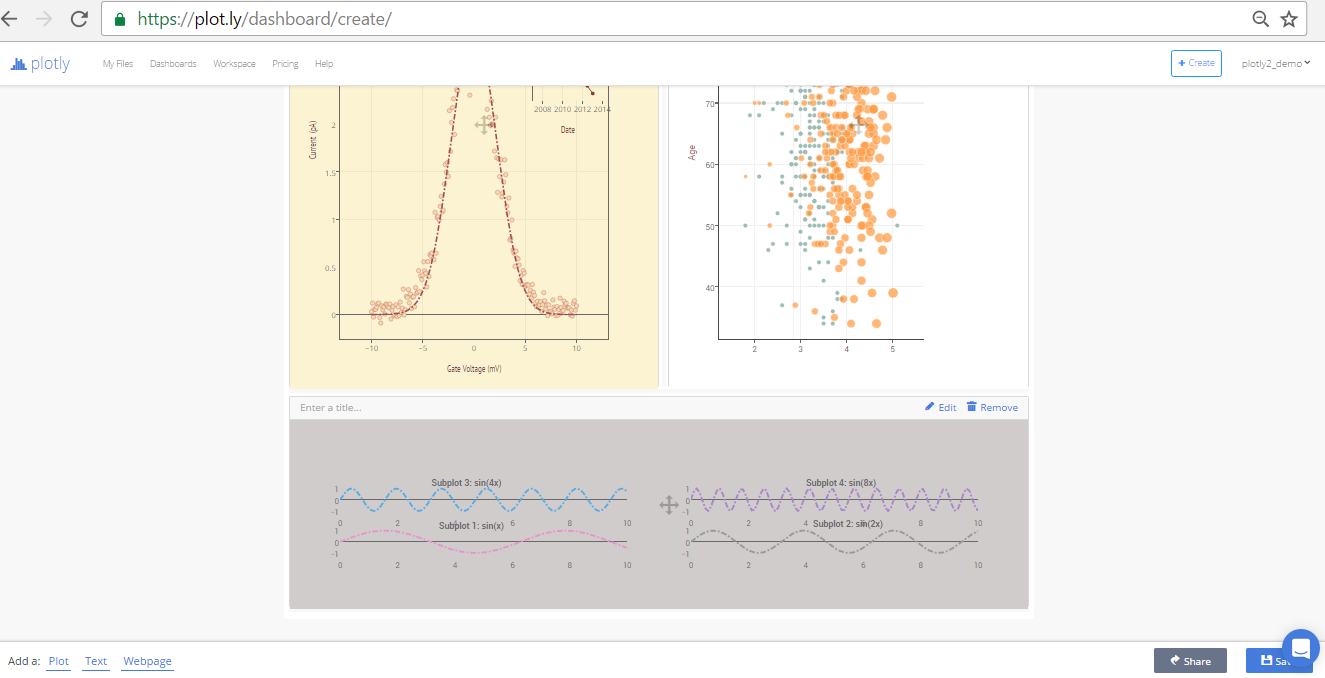 https://plot.ly/dashboard/create/
plotly My Files Dashboards Workspace Pricing Help + Create plotly2_demo
2008 2010 2012 2014
Date
2
1.5
1
0.5
0
Current (pA)
−10 −5 0 5 10
Gate Voltage (mV)
70
60
50
40
Age
2 3 4 5
Enter a title... Edit Remove
Subplot 3: sin(4x) Subplot 4: sin(8x)
1 1
0 0
−1 −1
0 2 6 8 10 0 2 4 6 8 10
Subplot 1: sin(x) Subplot 2: sin(2x)
1 1
0 0
−1 −1
0 2 4 6 8 10 0 2 4 6 8 10
Add a: Plot Text Webpage Share